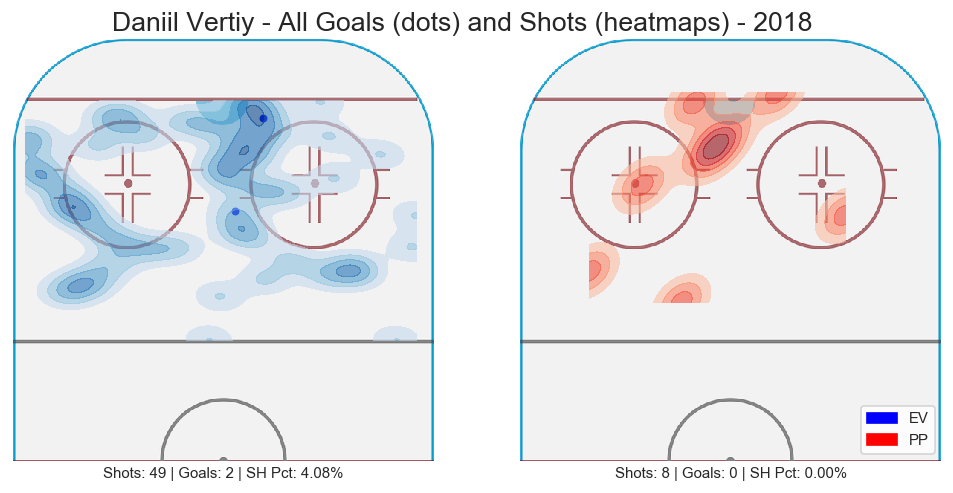 Daniil Vertiy - All Goals (dots) and Shots (heatmaps) - 2018
EV
PP
Shots: 49 | Goals: 2 | SH Pct: 4.08%
Shots: 8 | Goals: 0 | SH Pct: 0.00%